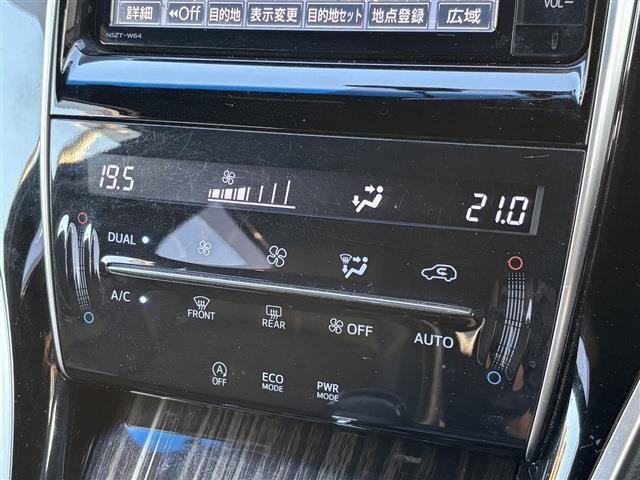 詳細 ◀◀Off 目的地 表示変更 目的地セット 地点登録 広域
NSZT-W64
VOL−
19.5 21.0
DUAL
A/C FRONT REAR OFF AUTO
A OFF ECO MODE PWR MODE